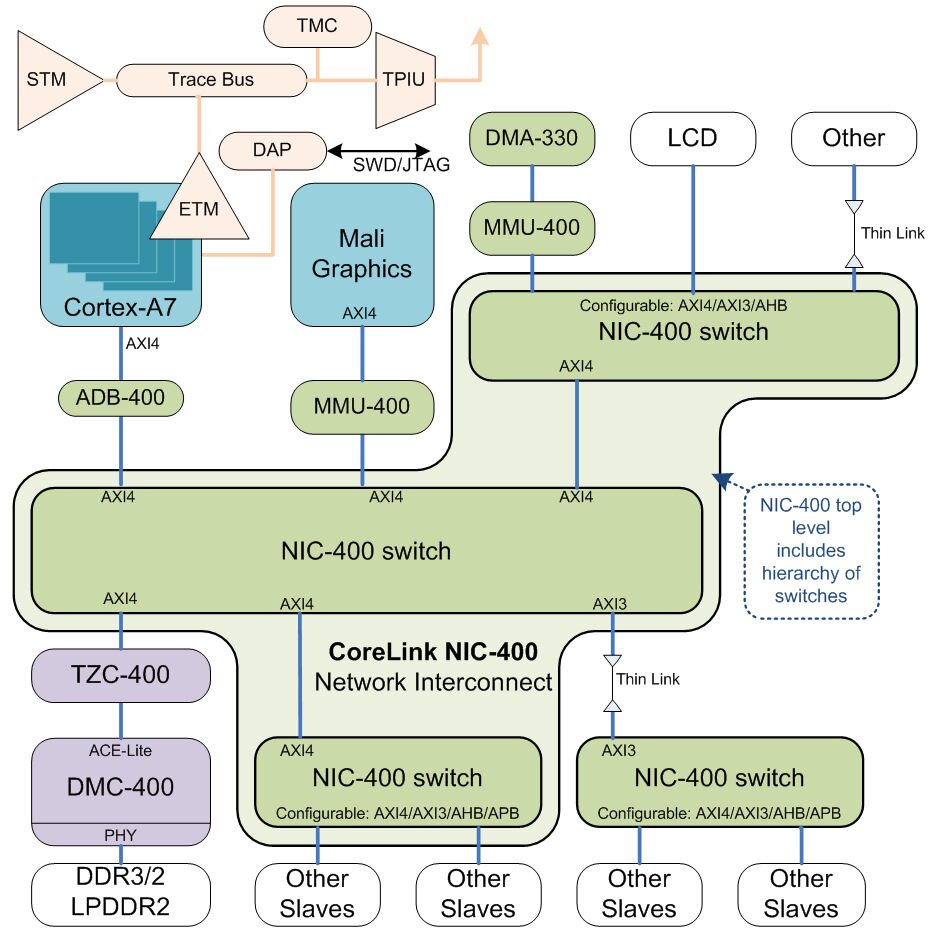 TMC
STM
Trace Bus
TPIU
DAP
SWD/JTAG
DMA-330
LCD
Other
ETM
MMU-400
Thin Link
Mali
Graphics
AXI4
Cortex-A7
AXI4
Configurable: AXI4/AXI3/AHB
NIC-400 switch
AXI4
ADB-400
MMU-400
AXI4
AXI4
AXI4
NIC-400 switch
AXI4
AXI4
AXI3
NIC-400 top
level
includes
hierarchy of
switches
CoreLink NIC-400
Network Interconnect
Thin Link
TZC-400
ACE-Lite
DMC-400
PHY
AXI4
NIC-400 switch
Configurable: AXI4/AXI3/AHB/APB
AXI3
NIC-400 switch
Configurable: AXI4/AXI3/AHB/APB
DDR3/2
LPDDR2
Other
Slaves
Other
Slaves
Other
Slaves
Other
Slaves